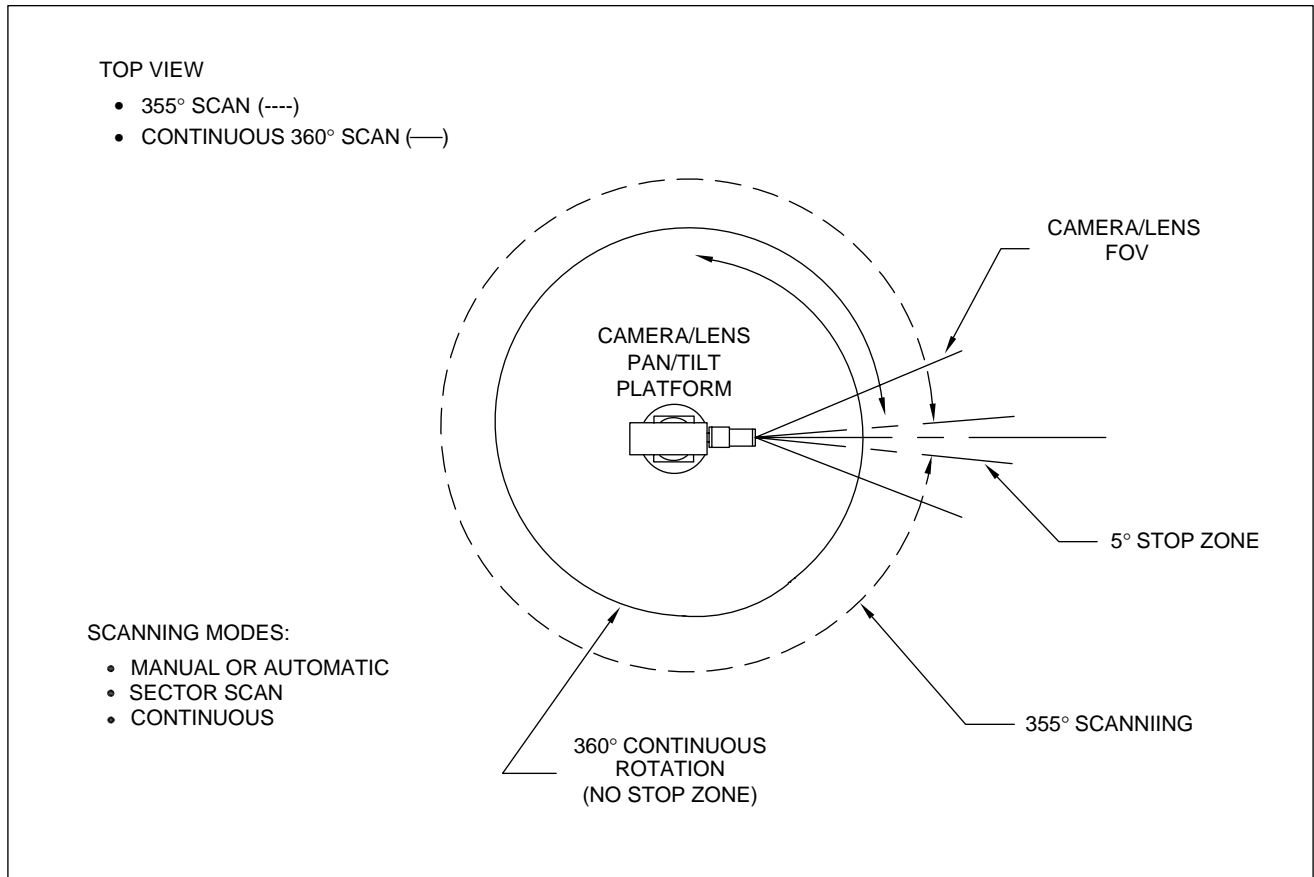 TOP VIEW
• 355° SCAN (----)
• CONTINUOUS 360° SCAN (—)
CAMERA/LENS
FOV
CAMERA/LENS
PAN/TILT
PLATFORM
5° STOP ZONE
SCANNING MODES:
• MANUAL OR AUTOMATIC
• SECTOR SCAN
• CONTINUOUS
355° SCANNIING
360° CONTINUOUS
ROTATION
(NO STOP ZONE)